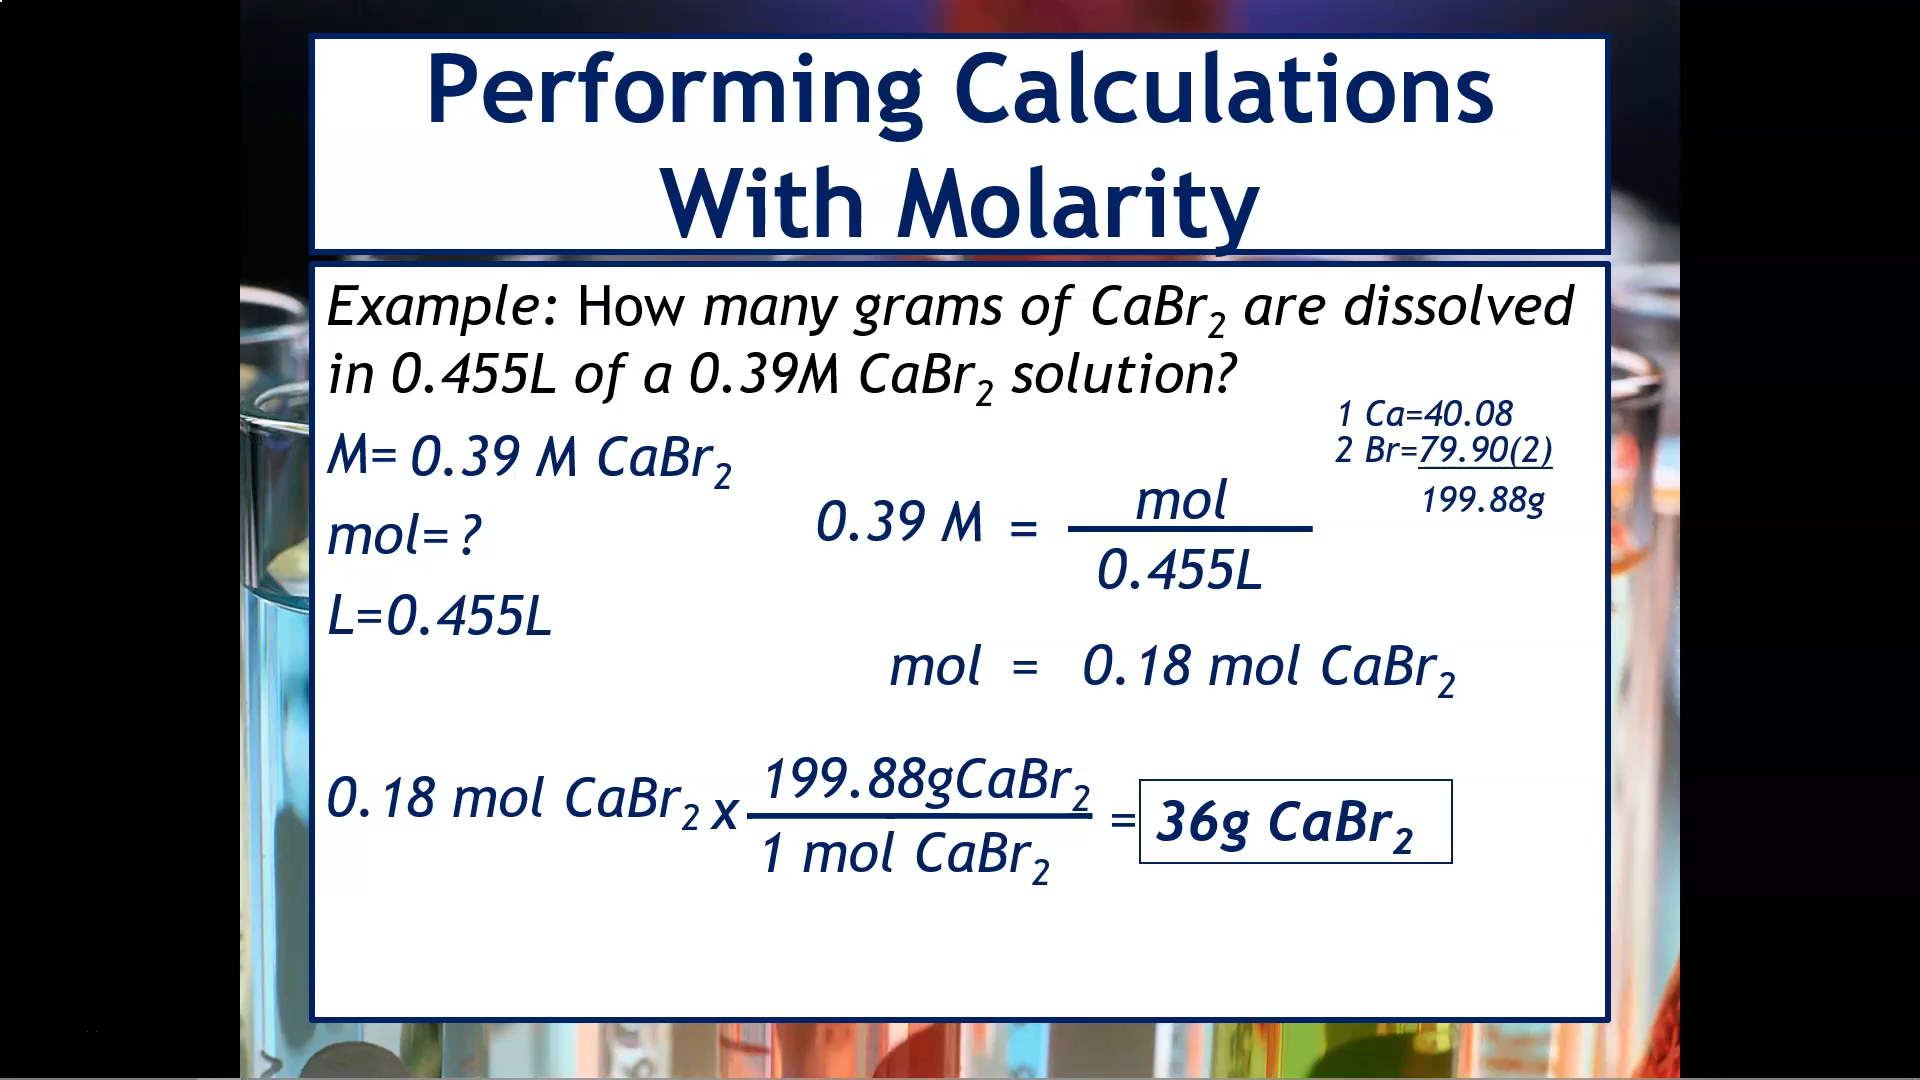 Performing Calculations
With Molarity
Example: How many grams of CaBr₂ are dissolved
in 0.455L of a 0.39M CaBr₂ solution?
1 Ca=40.08
2 Br=79.90(2)
199.88g
M= 0.39 M CaBr₂
mol= ?
L=0.455L
0.39 M = mol
0.455L
mol = 0.18 mol CaBr₂
0.18 mol CaBr₂ x 199.88gCaBr₂
1 mol CaBr₂
= 36g CaBr₂